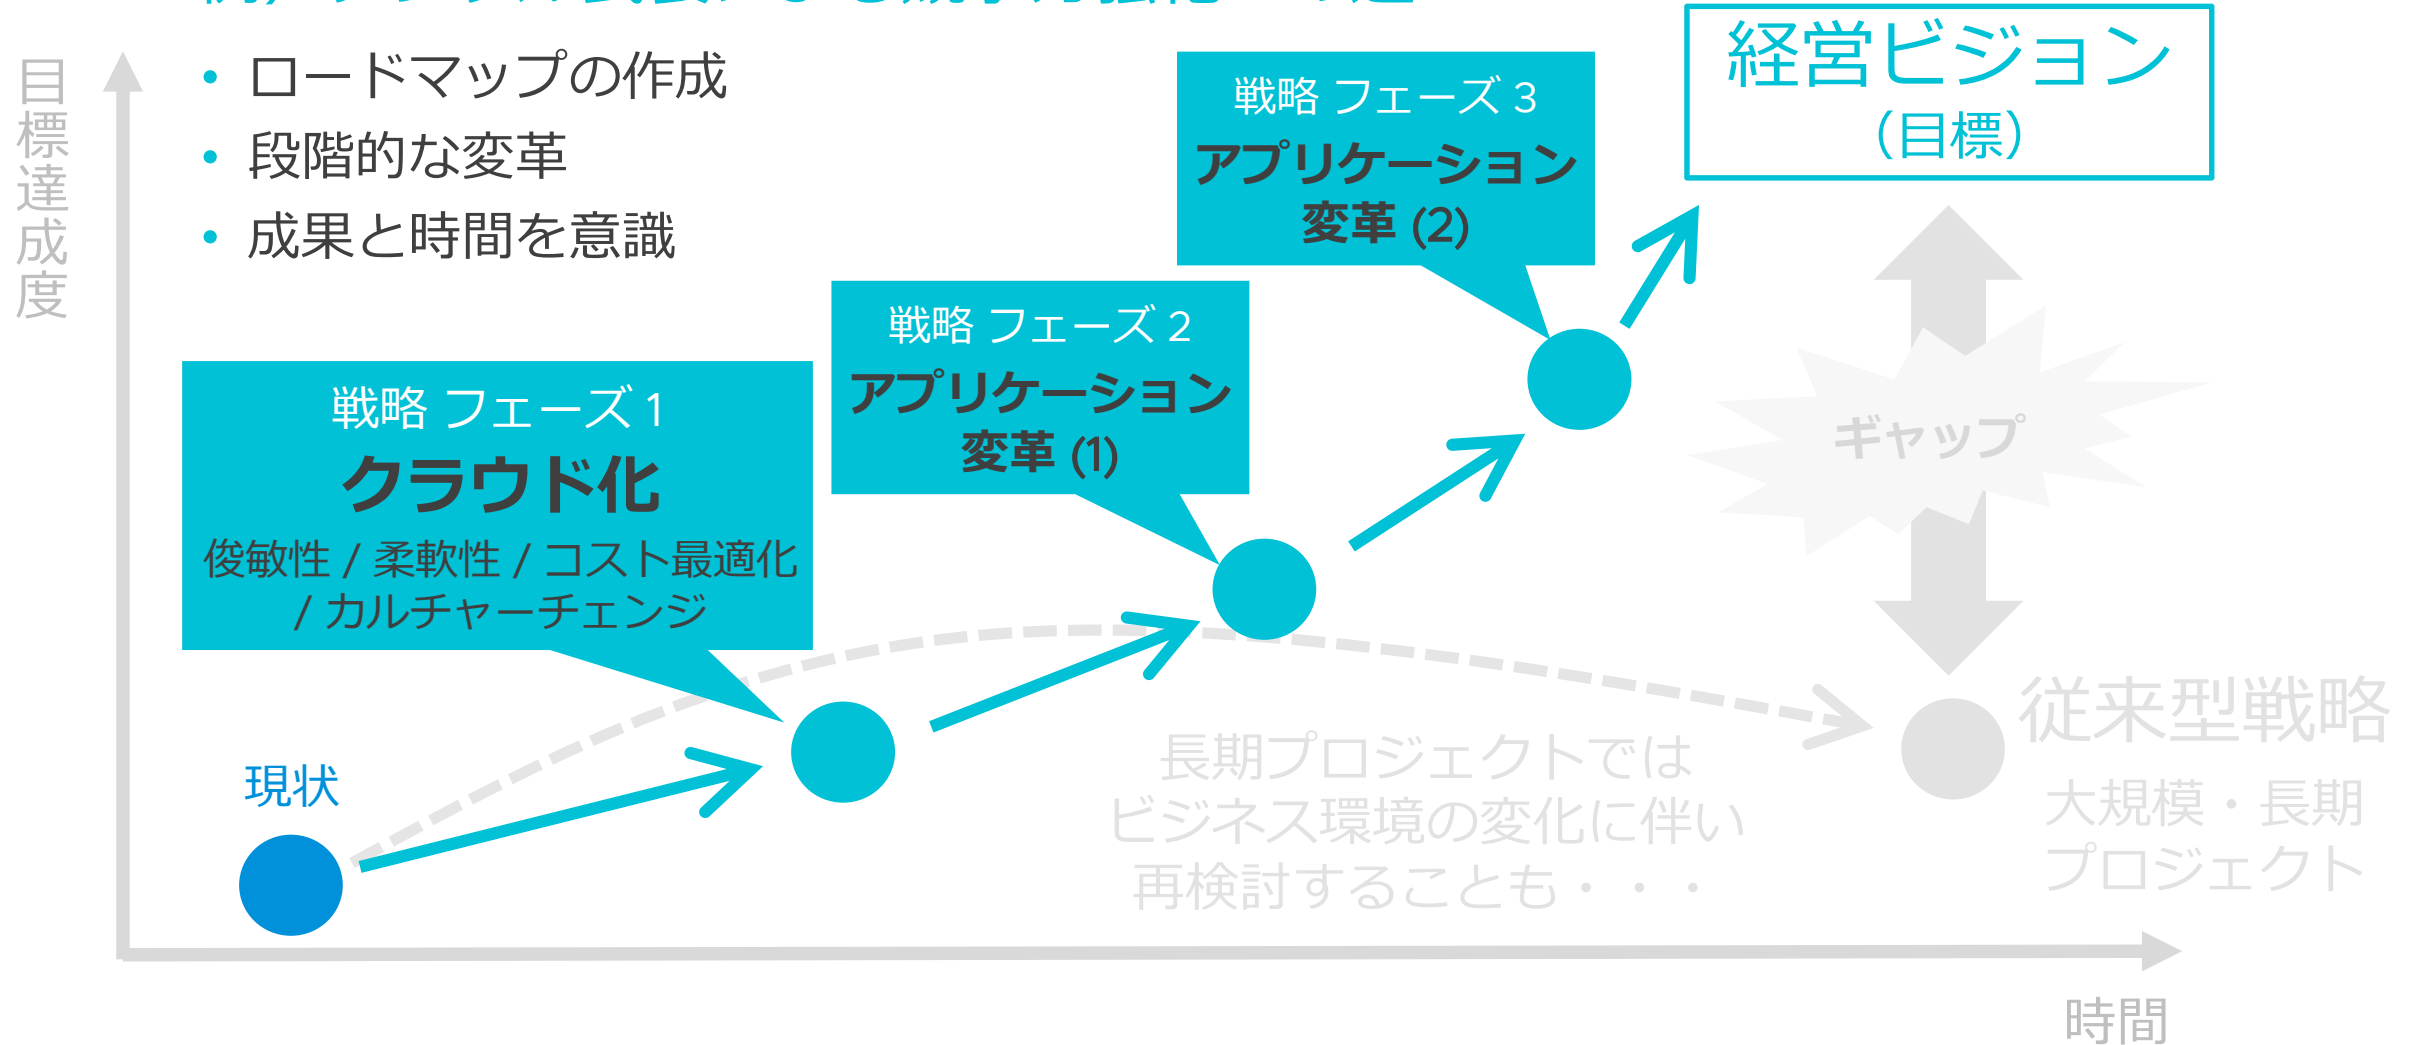 • ロードマップの作成
• 段階的な変革
• 成果と時間を意識
目標達成度
経営ビジョン
（目標）
戦略 フェーズ 3
アプリケーション
変革 (2)
戦略 フェーズ 2
アプリケーション
変革 (1)
戦略 フェーズ 1
クラウド化
俊敏性 / 柔軟性 / コスト最適化
/ カルチャーチェンジ
ギャップ
現状
長期プロジェクトでは
ビジネス環境の変化に伴い
再検討することも・・・
従来型戦略
大規模・長期
プロジェクト
時間